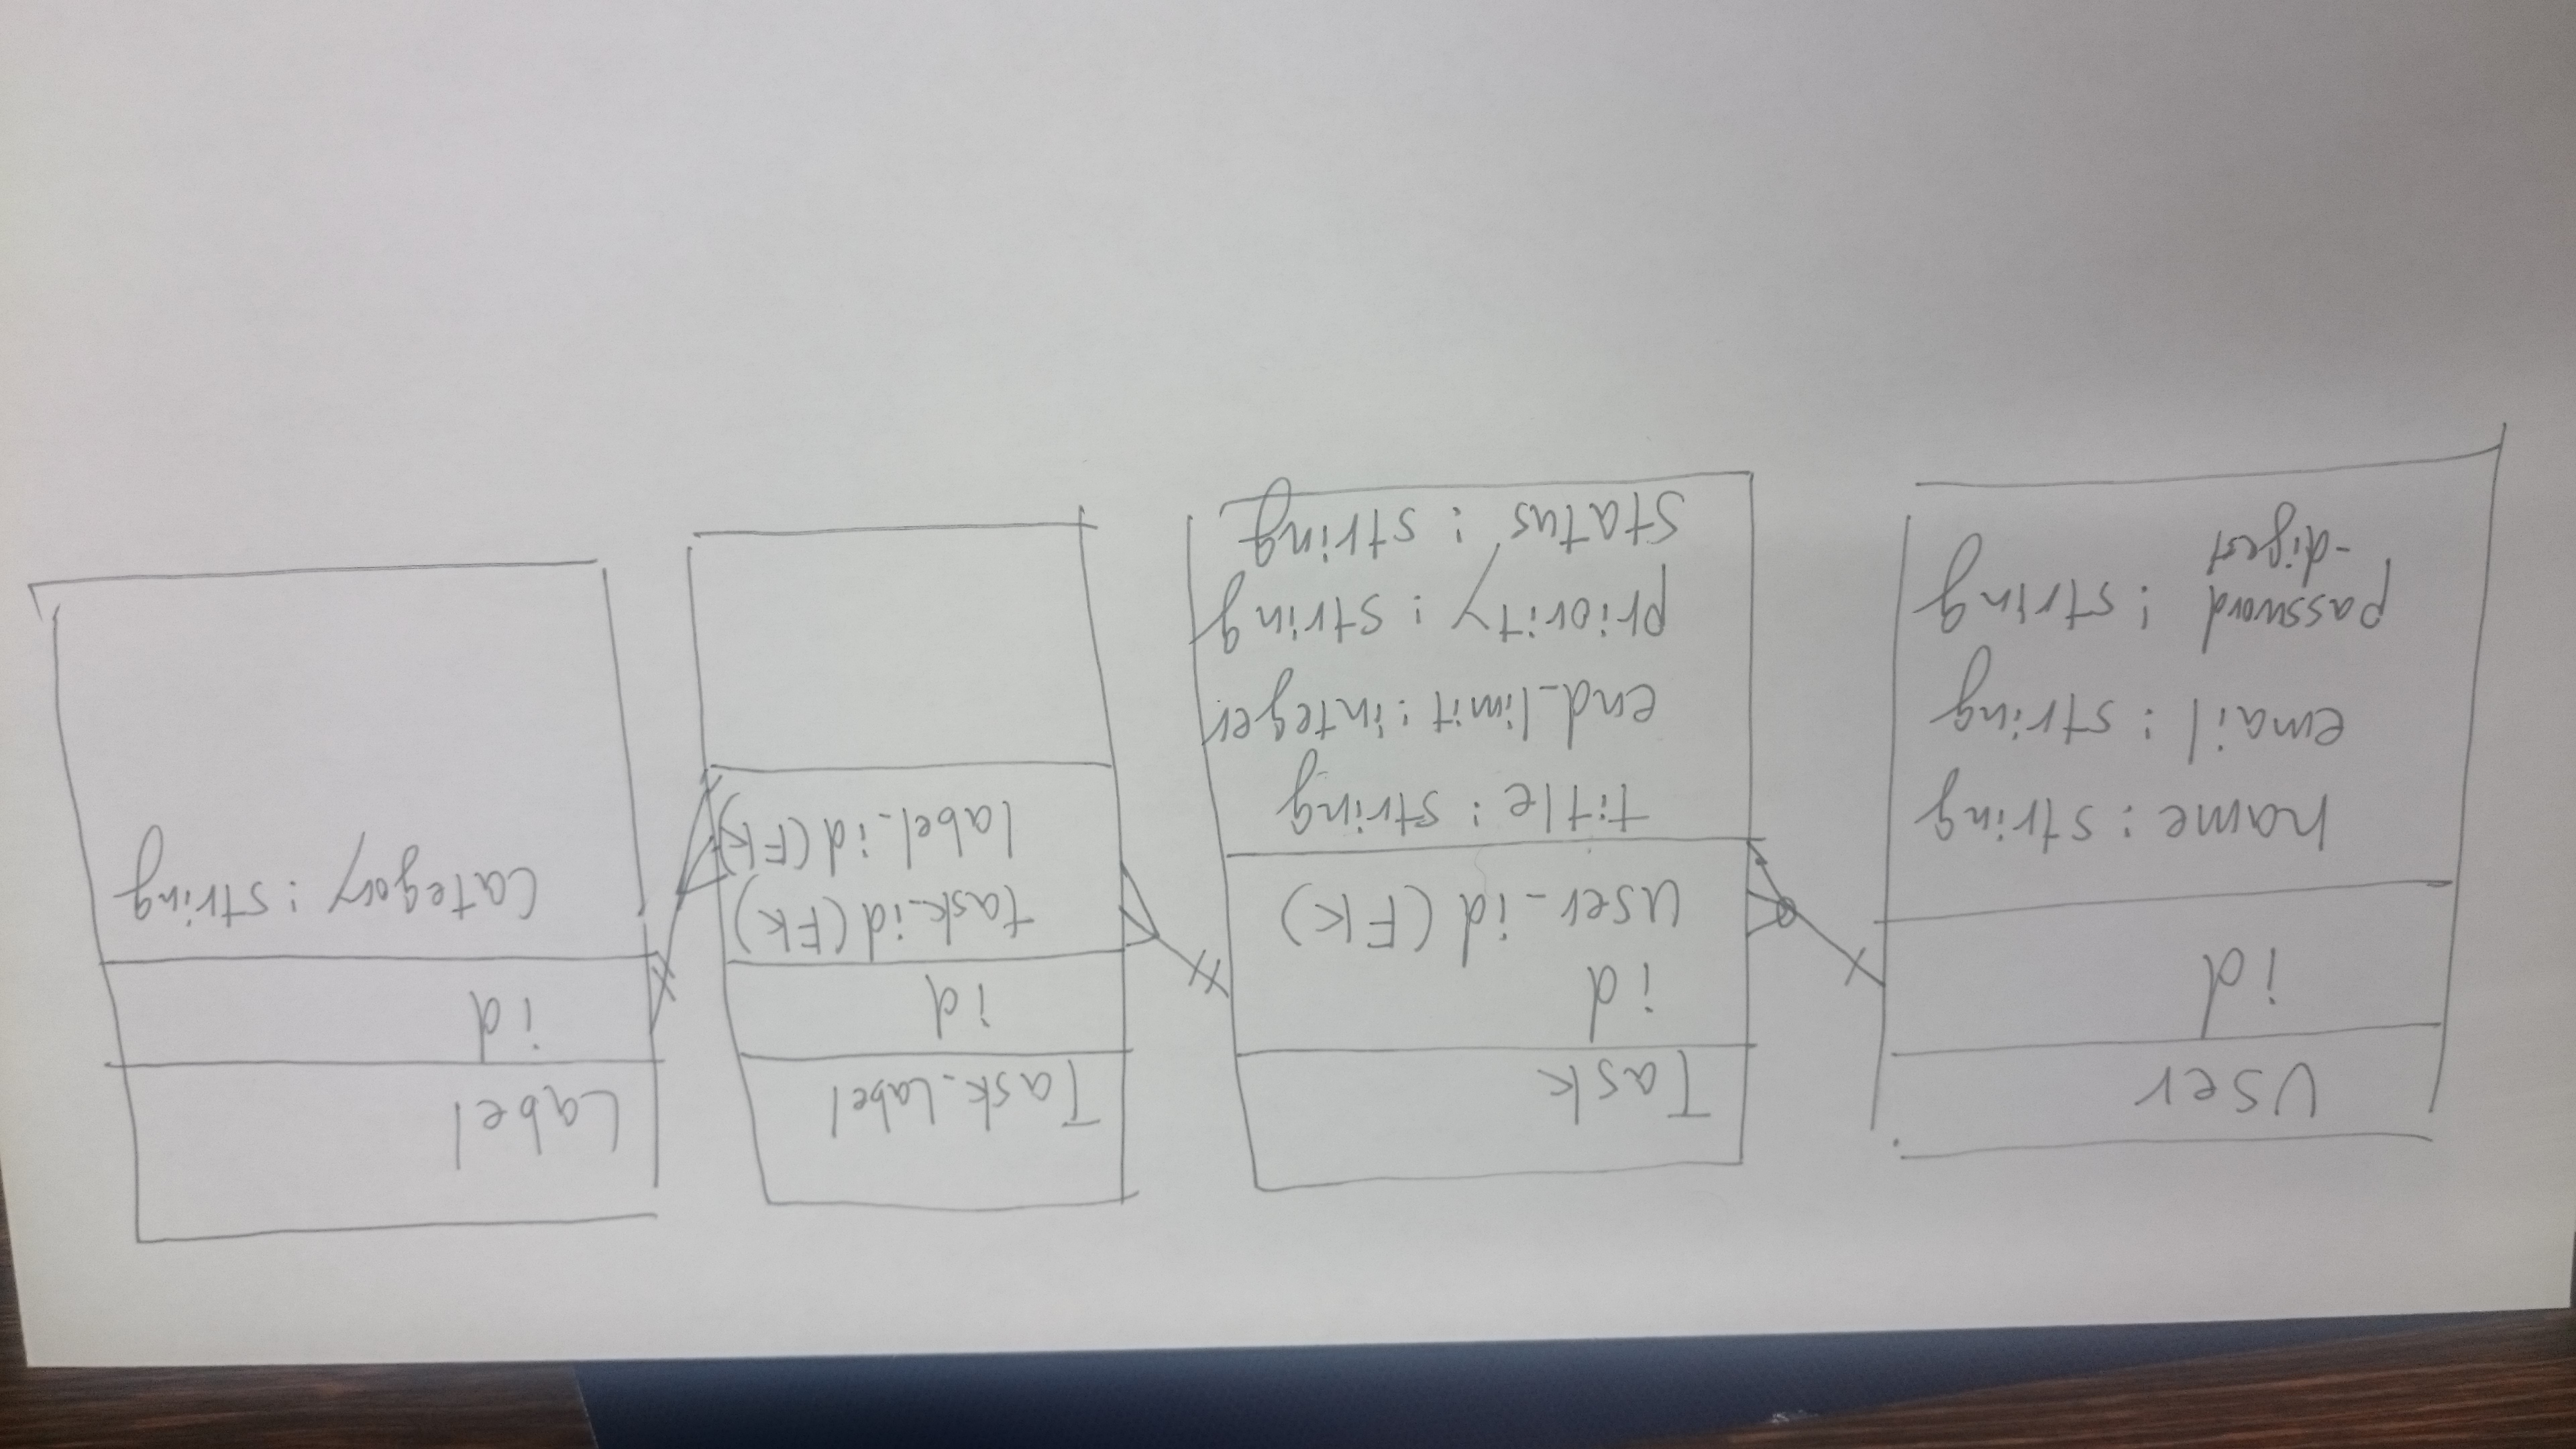 User
id
name : string
email : string
password : string
-digest
Task
id
user_id (FK)
title : string
end_limit : integer
priority : string
status : string
Task_Label
id
task_id (FK)
label_id (FK)
Label
id
Category : string